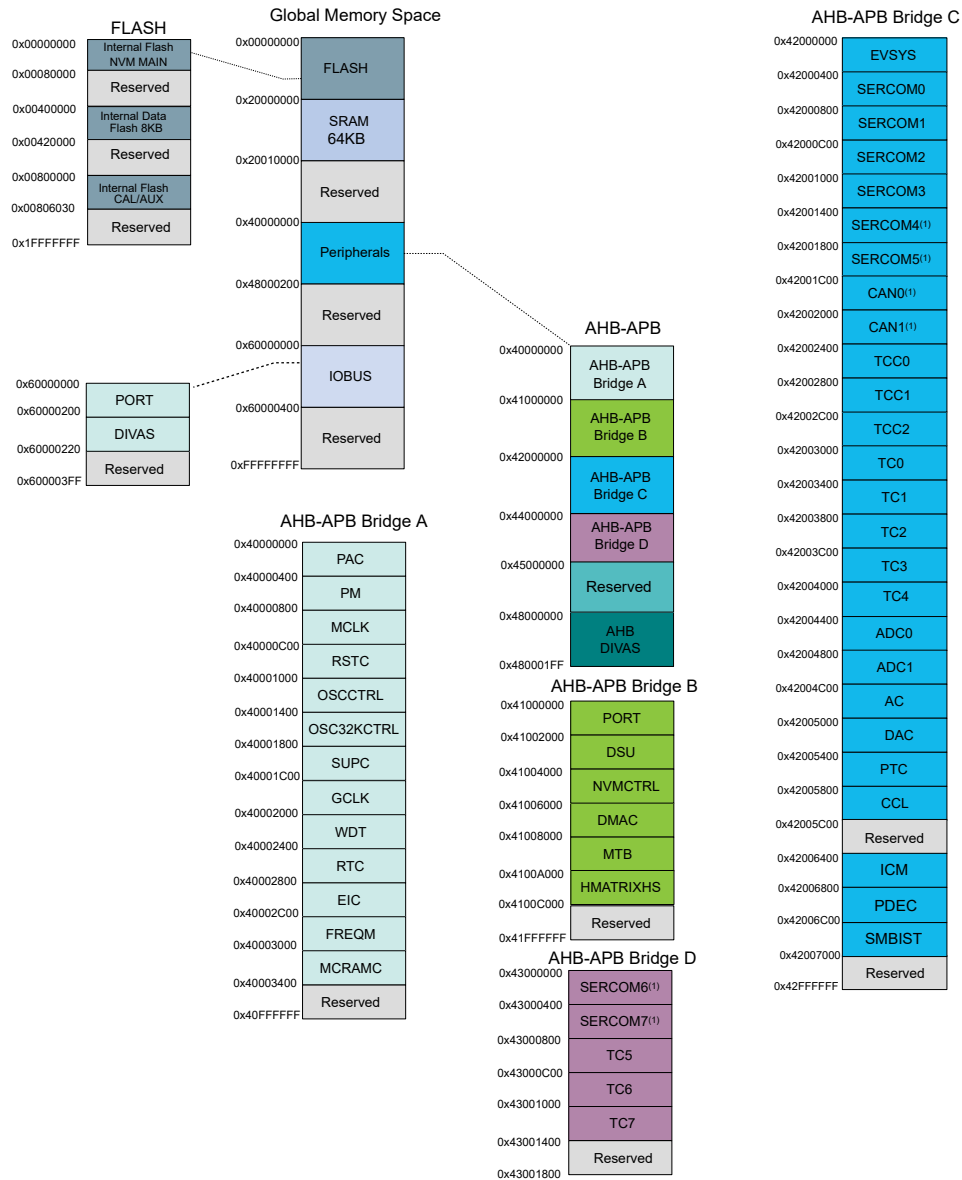 FLASH
0x00000000
Internal Flash
NVM MAIN
0x00080000
Reserved
0x00400000
Internal Data
Flash 8KB
0x00420000
Reserved
0x00800000
Internal Flash
CAL/AUX
0x00806030
Reserved
0x1FFFFFFF
Global Memory Space
0x00000000
FLASH
0x20000000
SRAM
64KB
0x20010000
Reserved
0x40000000
Peripherals
0x48000200
Reserved
0x60000000
IOBUS
0x60000400
Reserved
0xFFFFFFFF
0x60000000
PORT
0x60000200
DIVAS
0x60000220
Reserved
0x600003FF
AHB-APB
0x40000000
AHB-APB
Bridge A
0x41000000
AHB-APB
Bridge B
0x42000000
AHB-APB
Bridge C
0x44000000
AHB-APB
Bridge D
0x45000000
Reserved
0x48000000
AHB
DIVAS
0x480001FF
AHB-APB Bridge A
0x40000000
PAC
0x40000400
PM
0x40000800
MCLK
0x40000C00
RSTC
0x40001000
OSCCTRL
0x40001400
OSC32KCTRL
0x40001800
SUPC
0x40001C00
GCLK
0x40002000
WDT
0x40002400
RTC
0x40002800
EIC
0x40002C00
FREQM
0x40003000
MCRAMC
0x40003400
Reserved
0x40FFFFFF
AHB-APB Bridge B
0x41000000
PORT
0x41002000
DSU
0x41004000
NVMCTRL
0x41006000
DMAC
0x41008000
MTB
0x4100A000
HMATRIXHS
0x4100C000
Reserved
0x41FFFFFF
AHB-APB Bridge D
0x43000000
SERCOM6(1)
0x43000400
SERCOM7(1)
0x43000800
TC5
0x43000C00
TC6
0x43001000
TC7
0x43001400
Reserved
0x43001800
AHB-APB Bridge C
0x42000000
EVSYS
0x42000400
SERCOM0
0x42000800
SERCOM1
0x42000C00
SERCOM2
0x42001000
SERCOM3
0x42001400
SERCOM4(1)
0x42001800
SERCOM5(1)
0x42001C00
CAN0(1)
0x42002000
CAN1(1)
0x42002400
TCC0
0x42002800
TCC1
0x42002C00
TCC2
0x42003000
TC0
0x42003400
TC1
0x42003800
TC2
0x42003C00
TC3
0x42004000
TC4
0x42004400
ADC0
0x42004800
ADC1
0x42004C00
AC
0x42005000
DAC
0x42005400
PTC
0x42005800
CCL
0x42005C00
Reserved
0x42006400
ICM
0x42006800
PDEC
0x42006C00
SMBIST
0x42007000
Reserved
0x42FFFFFF